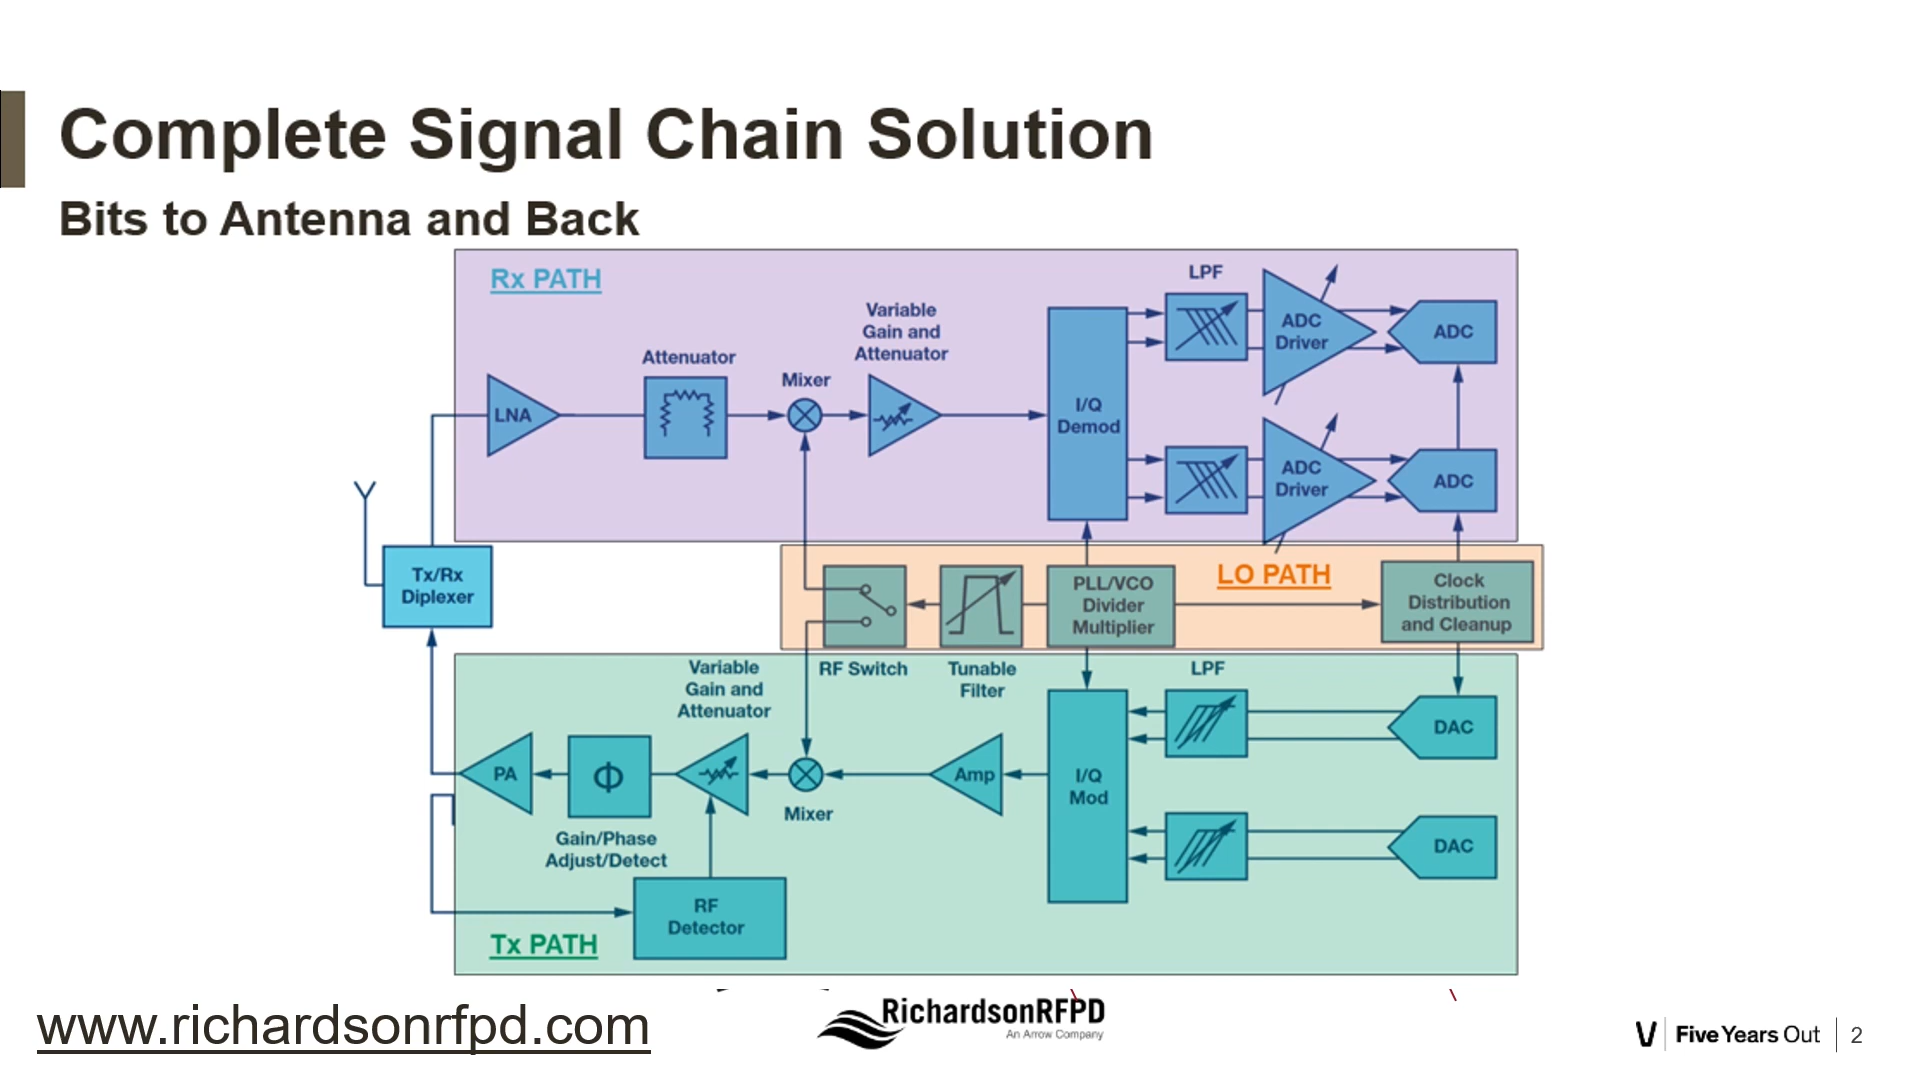 Complete Signal Chain Solution
Bits to Antenna and Back
Rx PATH
LPF
Variable
Gain and
Attenuator
Attenuator
Mixer
LNA
I/Q
Demod
ADC
Driver
ADC
ADC
Driver
ADC
Tx/Rx
Diplexer
LO PATH
PLL/VCO
Divider
Multiplier
Clock
Distribution
and Cleanup
RF Switch
Tunable
Filter
Variable
Gain and
Attenuator
LPF
PA
Φ
Amp
I/Q
Mod
DAC
Mixer
Gain/Phase
Adjust/Detect
DAC
RF
Detector
Tx PATH
www.richardsonrfpd.com
RichardsonRFPD
An Arrow Company
Five Years Out
2